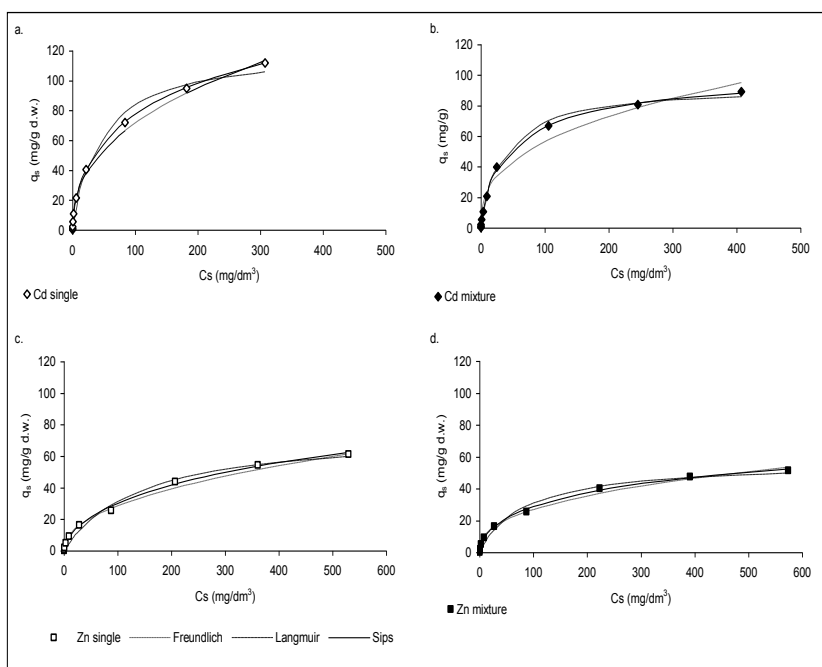 a.
qs (mg/g d.w.)
120
100
80
60
40
20
0
0 100 200 300 400 500
Cs (mg/dm³)
Cd single
b.
qs (mg/g)
120
100
80
60
40
20
0
0 100 200 300 400 500
Cs (mg/dm³)
Cd mixture
c.
qs (mg/g d.w.)
120
100
80
60
40
20
0
0 100 200 300 400 500 600
Cs (mg/dm³)
Zn single Freundlich Langmuir Sips
d.
qs (mg/g d.w.)
120
100
80
60
40
20
0
0 100 200 300 400 500 600
Cs (mg/dm³)
Zn mixture